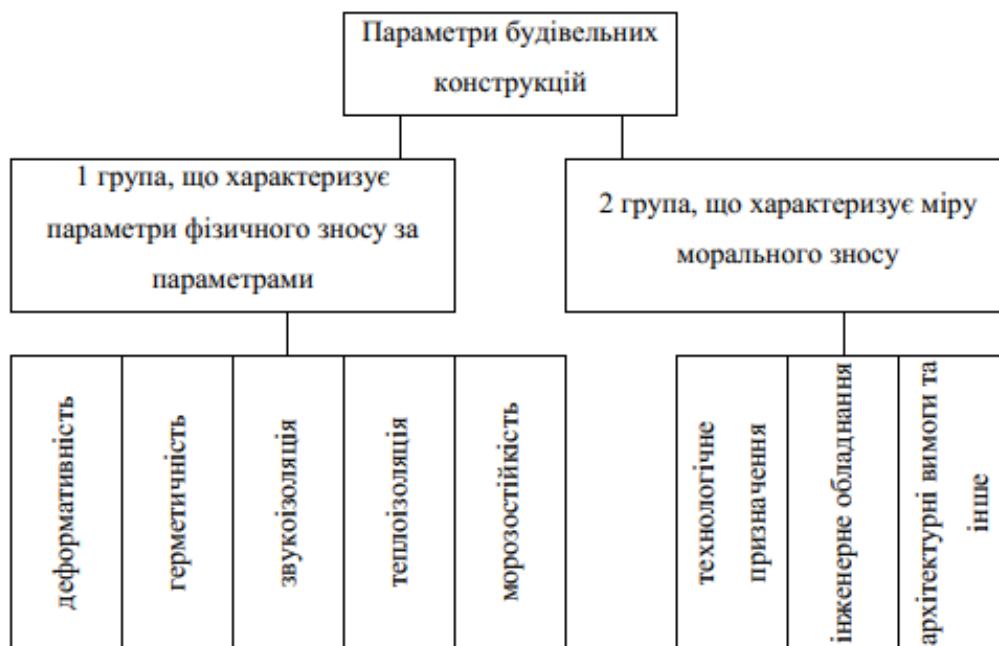 Параметри будівельних
конструкцій
1 група, що характеризує
параметри фізичного зносу за
параметрами
2 група, що характеризує міру
морального зносу
деформативність
герметичність
звукоізоляція
теплоізоляція
морозостійкість
технологічне
призначення
інженерне обладнання
архітектурні вимоги та
інше